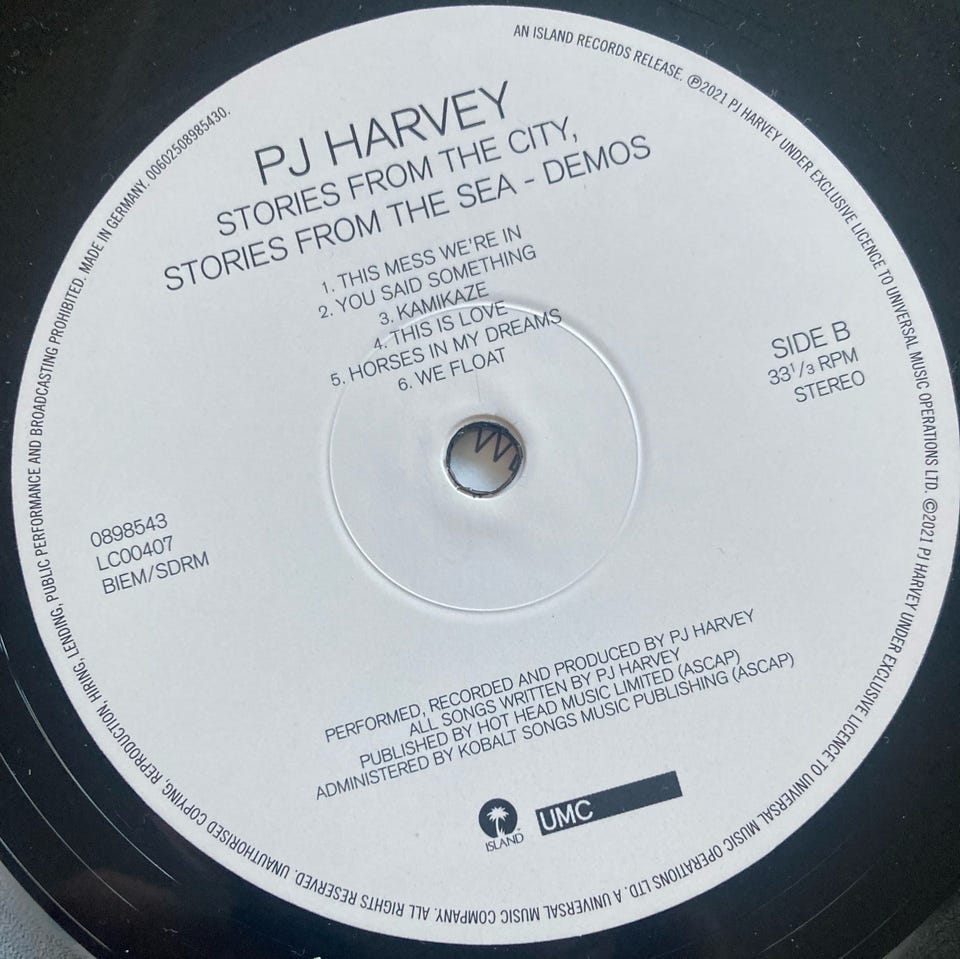 PJ HARVEY
STORIES FROM THE CITY,
STORIES FROM THE SEA - DEMOS
1. THIS MESS WE'RE IN
2. YOU SAID SOMETHING
3. KAMIKAZE
4. THIS IS LOVE
5. HORSES IN MY DREAMS
6. WE FLOAT
SIDE B
33 1/3 RPM
STEREO
0898543
LC00407
BIEM/SDRM
PERFORMED, RECORDED AND PRODUCED BY PJ HARVEY
ALL SONGS WRITTEN BY PJ HARVEY
PUBLISHED BY HOT HEAD MUSIC LIMITED (ASCAP)
ADMINISTERED BY KOBALT SONGS MUSIC PUBLISHING (ASCAP)
ISLAND
UMC
AN ISLAND RECORDS RELEASE. ℗2021 PJ HARVEY UNDER EXCLUSIVE LICENCE TO UNIVERSAL MUSIC OPERATIONS LTD. ©2021 PJ HARVEY UNDER EXCLUSIVE LICENCE TO UNIVERSAL MUSIC OPERATIONS LTD. A UNIVERSAL MUSIC COMPANY. ALL RIGHTS RESERVED. UNAUTHORISED COPYING, REPRODUCTION, HIRING, LENDING, PUBLIC PERFORMANCE AND BROADCASTING PROHIBITED. MADE IN GERMANY. 00602508985430.